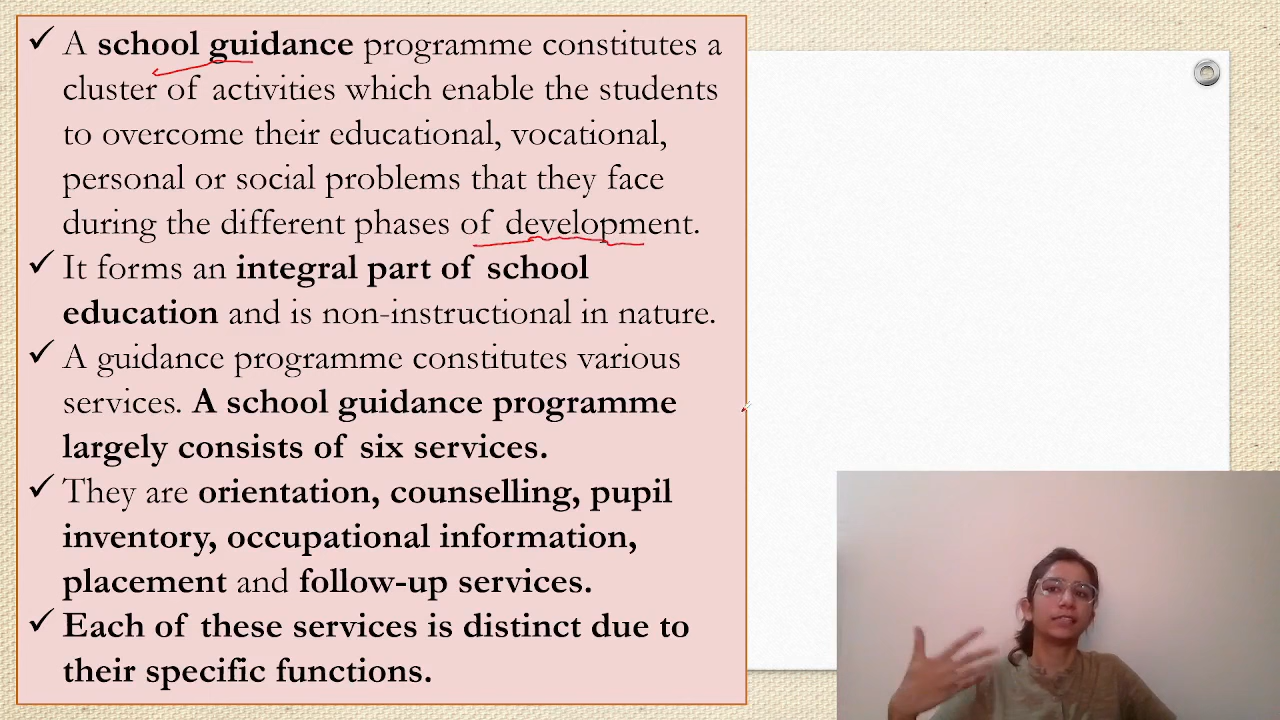 ✓ A school guidance programme constitutes a
cluster of activities which enable the students
to overcome their educational, vocational,
personal or social problems that they face
during the different phases of development.
✓ It forms an integral part of school
education and is non-instructional in nature.
✓ A guidance programme constitutes various
services. A school guidance programme
largely consists of six services.
✓ They are orientation, counselling, pupil
inventory, occupational information,
placement and follow-up services.
✓ Each of these services is distinct due to
their specific functions.